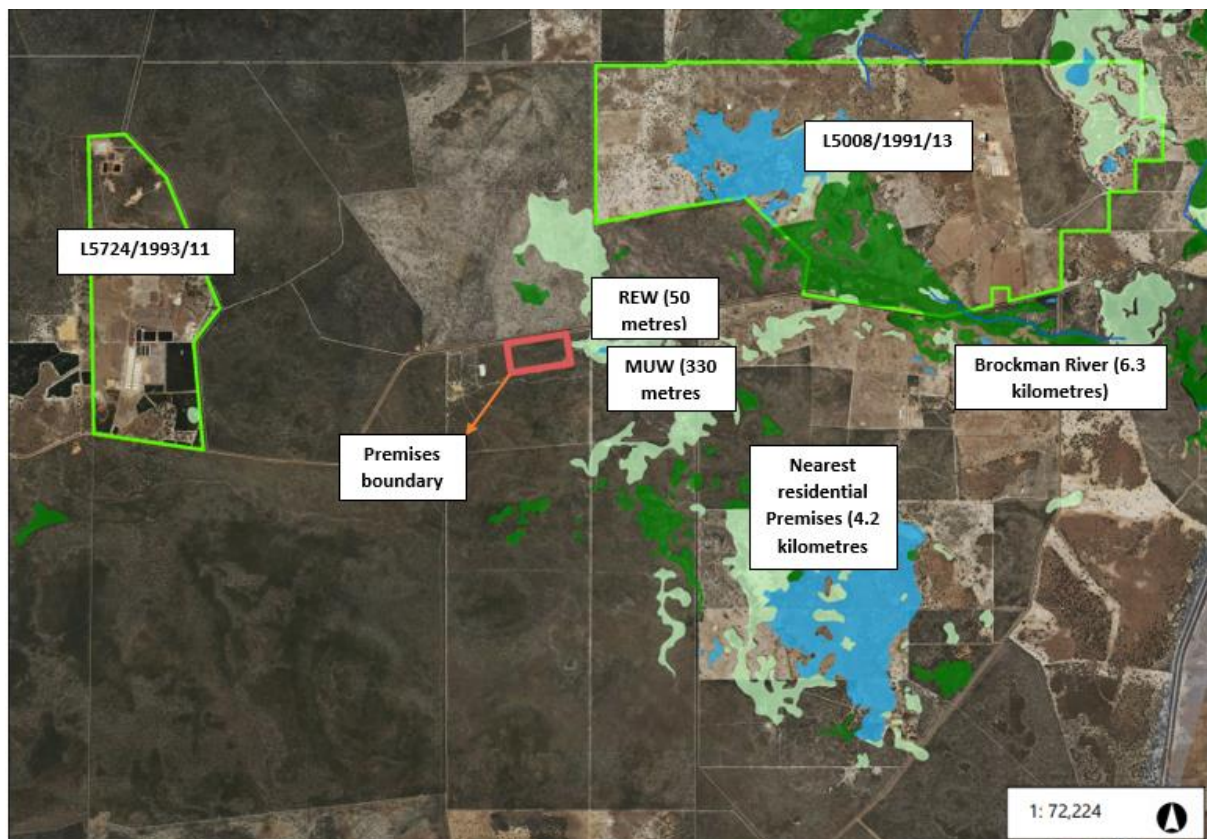 L5008/1991/13
L5724/1993/11
REW (50
metres)
MUW (330
metres
Brockman River (6.3
kilometres)
Premises
boundary
Nearest
residential
Premises (4.2
kilometres
1: 72,224